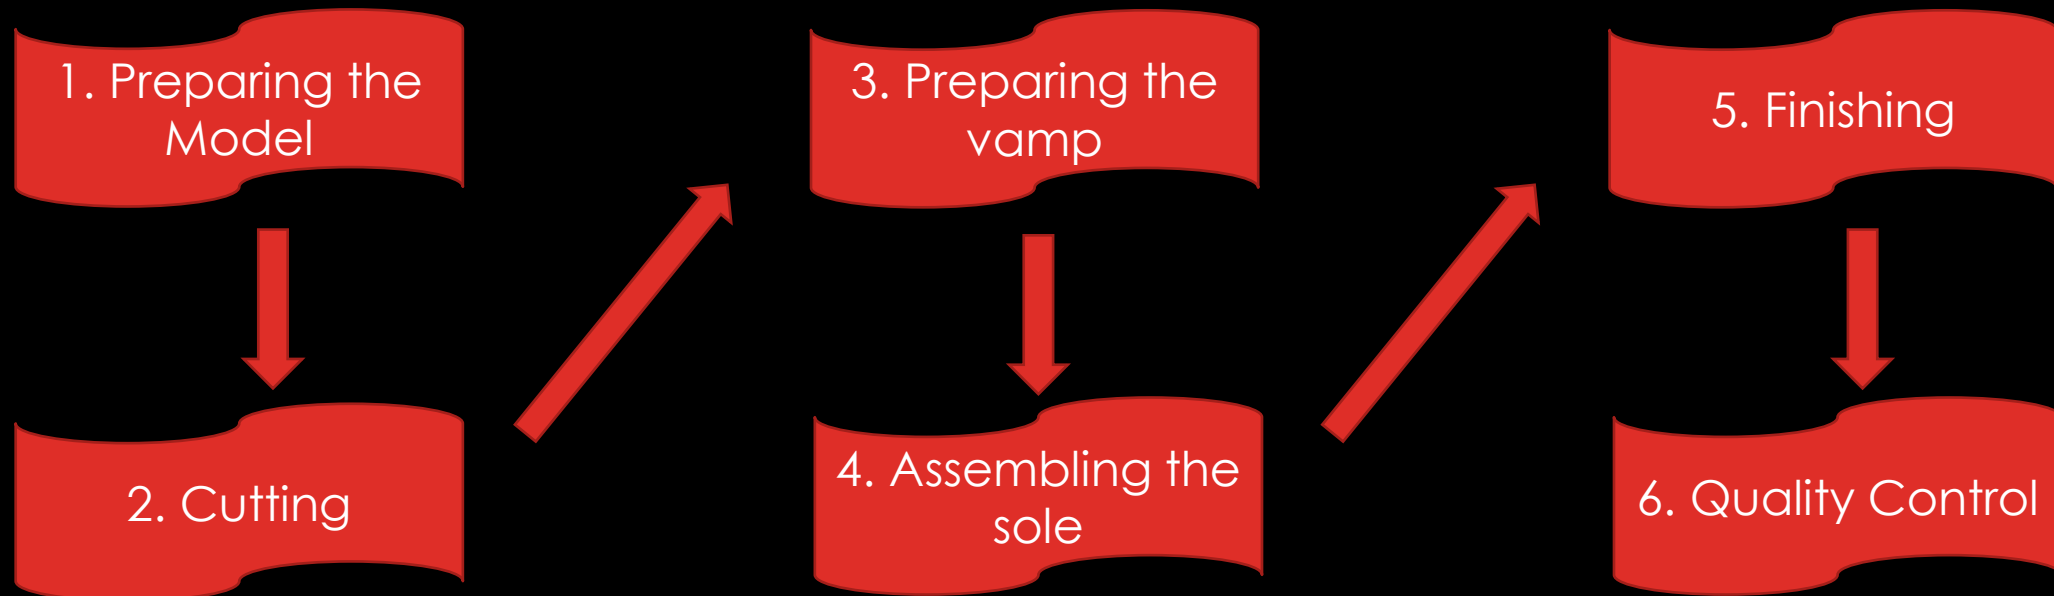 1. Preparing the
Model
2. Cutting
3. Preparing the
vamp
4. Assembling the
sole
5. Finishing
6. Quality Control